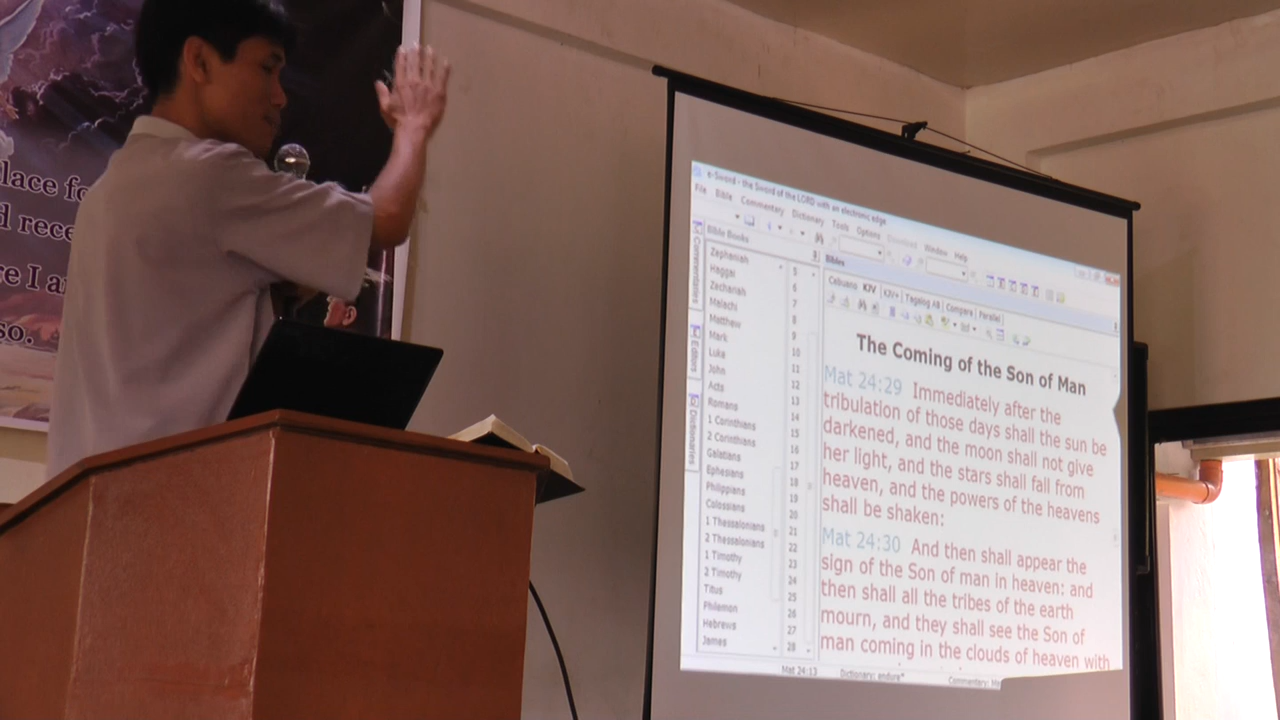 lace fo
d rece
re I a
so.
e-Sword - the Sword of the LORD with an electronic edge
File Bible Commentary Dictionary Tools Options Download Window Help
Bible Books
Bibles
Commentaries
Editors
Dictionaries
Cebuano KJV KJV+ Tagalog AB Compare Parallel
Zephaniah
Haggai
Zechariah
Malachi
Matthew
Mark
Luke
John
Acts
Romans
1 Corinthians
2 Corinthians
Galatians
Ephesians
Philippians
Colossians
1 Thessalonians
2 Thessalonians
1 Timothy
2 Timothy
Titus
Philemon
Hebrews
James
5
6
7
8
9
10
11
12
13
14
15
16
17
18
19
20
21
22
23
24
25
26
27
28
The Coming of the Son of Man
Mat 24:29 Immediately after the
tribulation of those days shall the sun be
darkened, and the moon shall not give
her light, and the stars shall fall from
heaven, and the powers of the heavens
shall be shaken:
Mat 24:30 And then shall appear the
sign of the Son of man in heaven: and
then shall all the tribes of the earth
mourn, and they shall see the Son of
man coming in the clouds of heaven with
Mat 24:13 Dictionary: endure* Commentary: